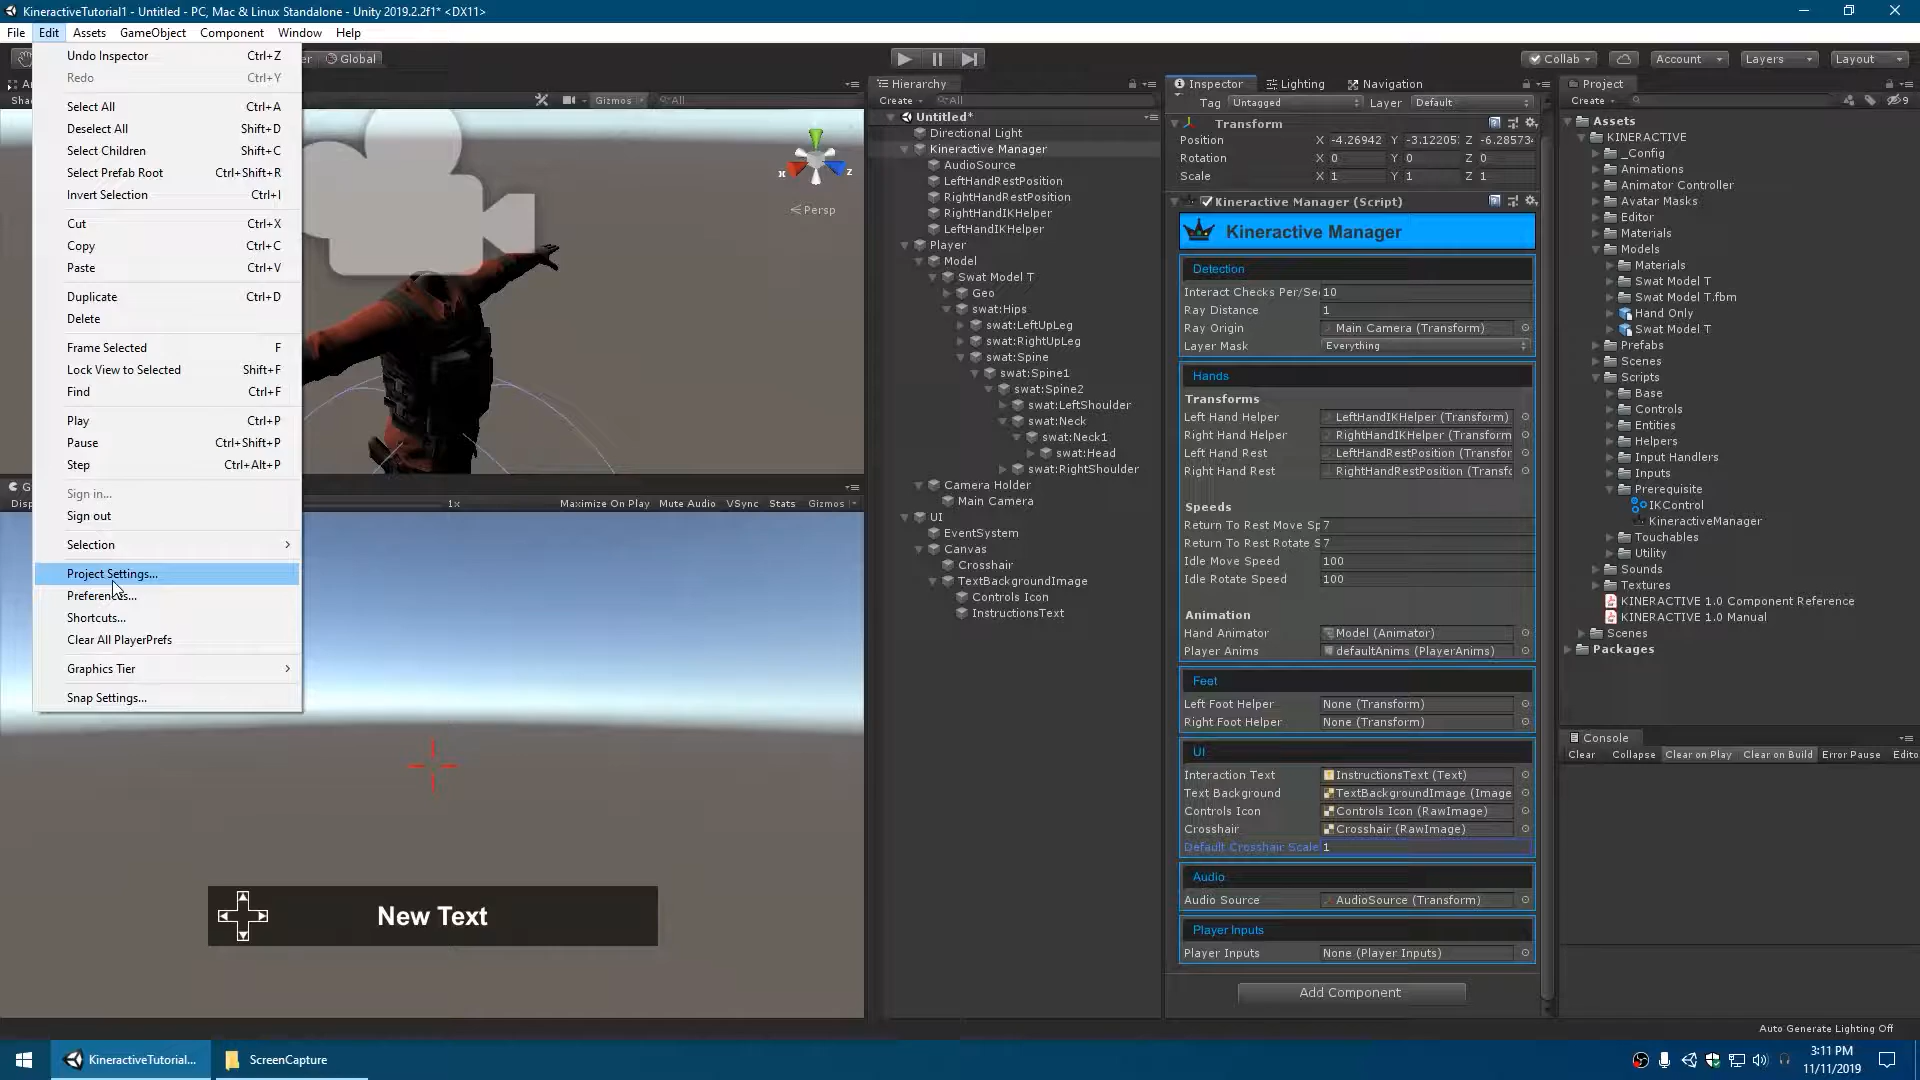 KineractiveTutorial1 - Untitled - PC, Mac & Linux Standalone - Unity 2019.2.2f1* <DX11>
File Edit Assets GameObject Component Window Help
Undo Inspector Ctrl+Z
Redo Ctrl+Y
Select All Ctrl+A
Deselect All Shift+D
Select Children Shift+C
Select Prefab Root Ctrl+Shift+R
Invert Selection Ctrl+I
Cut Ctrl+X
Copy Ctrl+C
Paste Ctrl+V
Duplicate Ctrl+D
Delete
Frame Selected F
Lock View to Selected Shift+F
Find Ctrl+F
Play Ctrl+P
Pause Ctrl+Shift+P
Step Ctrl+Alt+P
Sign in...
Sign out
Selection
Project Settings...
Preferences...
Shortcuts...
Clear All PlayerPrefs
Graphics Tier
Snap Settings...
Global
Collab Account Layers Layout
Gizmos All
x z
Persp
1x Maximize On Play Mute Audio VSync Stats Gizmos
New Text
Hierarchy
Create All
Untitled*
Directional Light
Kineractive Manager
AudioSource
LeftHandRestPosition
RightHandRestPosition
RightHandIKHelper
LeftHandIKHelper
Player
Model
Swat Model T
Geo
swat:Hips
swat:LeftUpLeg
swat:RightUpLeg
swat:Spine
swat:Spine1
swat:Spine2
swat:LeftShoulder
swat:Neck
swat:Neck1
swat:Head
swat:RightShoulder
Camera Holder
Main Camera
UI
EventSystem
Canvas
Crosshair
TextBackgroundImage
Controls Icon
InstructionsText
Inspector Lighting Navigation
Tag Untagged Layer Default
Transform
Position X -4.26942 Y -3.12205 Z -6.28573
Rotation X 0 Y 0 Z 0
Scale X 1 Y 1 Z 1
Kineractive Manager (Script)
Kineractive Manager
Detection
Interact Checks Per/Se 10
Ray Distance 1
Ray Origin Main Camera (Transform)
Layer Mask Everything
Hands
Transforms
Left Hand Helper LeftHandIKHelper (Transform)
Right Hand Helper RightHandIKHelper (Transform
Left Hand Rest LeftHandRestPosition (Transfor
Right Hand Rest RightHandRestPosition (Transfo
Speeds
Return To Rest Move Sp 7
Return To Rest Rotate S 7
Idle Move Speed 100
Idle Rotate Speed 100
Animation
Hand Animator Model (Animator)
Player Anims defaultAnims (PlayerAnims)
Feet
Left Foot Helper None (Transform)
Right Foot Helper None (Transform)
UI
Interaction Text InstructionsText (Text)
Text Background TextBackgroundImage (Image
Controls Icon Controls Icon (RawImage)
Crosshair Crosshair (RawImage)
Default Crosshair Scale 1
Audio
Audio Source AudioSource (Transform)
Player Inputs
Player Inputs None (Player Inputs)
Add Component
Project
Create 9
Assets
KINERACTIVE
_Config
Animations
Animator Controller
Avatar Masks
Editor
Materials
Models
Materials
Swat Model T
Swat Model T.fbm
Hand Only
Swat Model T
Prefabs
Scenes
Scripts
Base
Controls
Entities
Helpers
Input Handlers
Inputs
Prerequisite
IKControl
KineractiveManager
Touchables
Utility
Sounds
Textures
KINERACTIVE 1.0 Component Reference
KINERACTIVE 1.0 Manual
Scenes
Packages
Console
Clear Collapse Clear on Play Clear on Build Error Pause Edito
Auto Generate Lighting Off
KineractiveTutorial... ScreenCapture
3:11 PM
11/11/2019